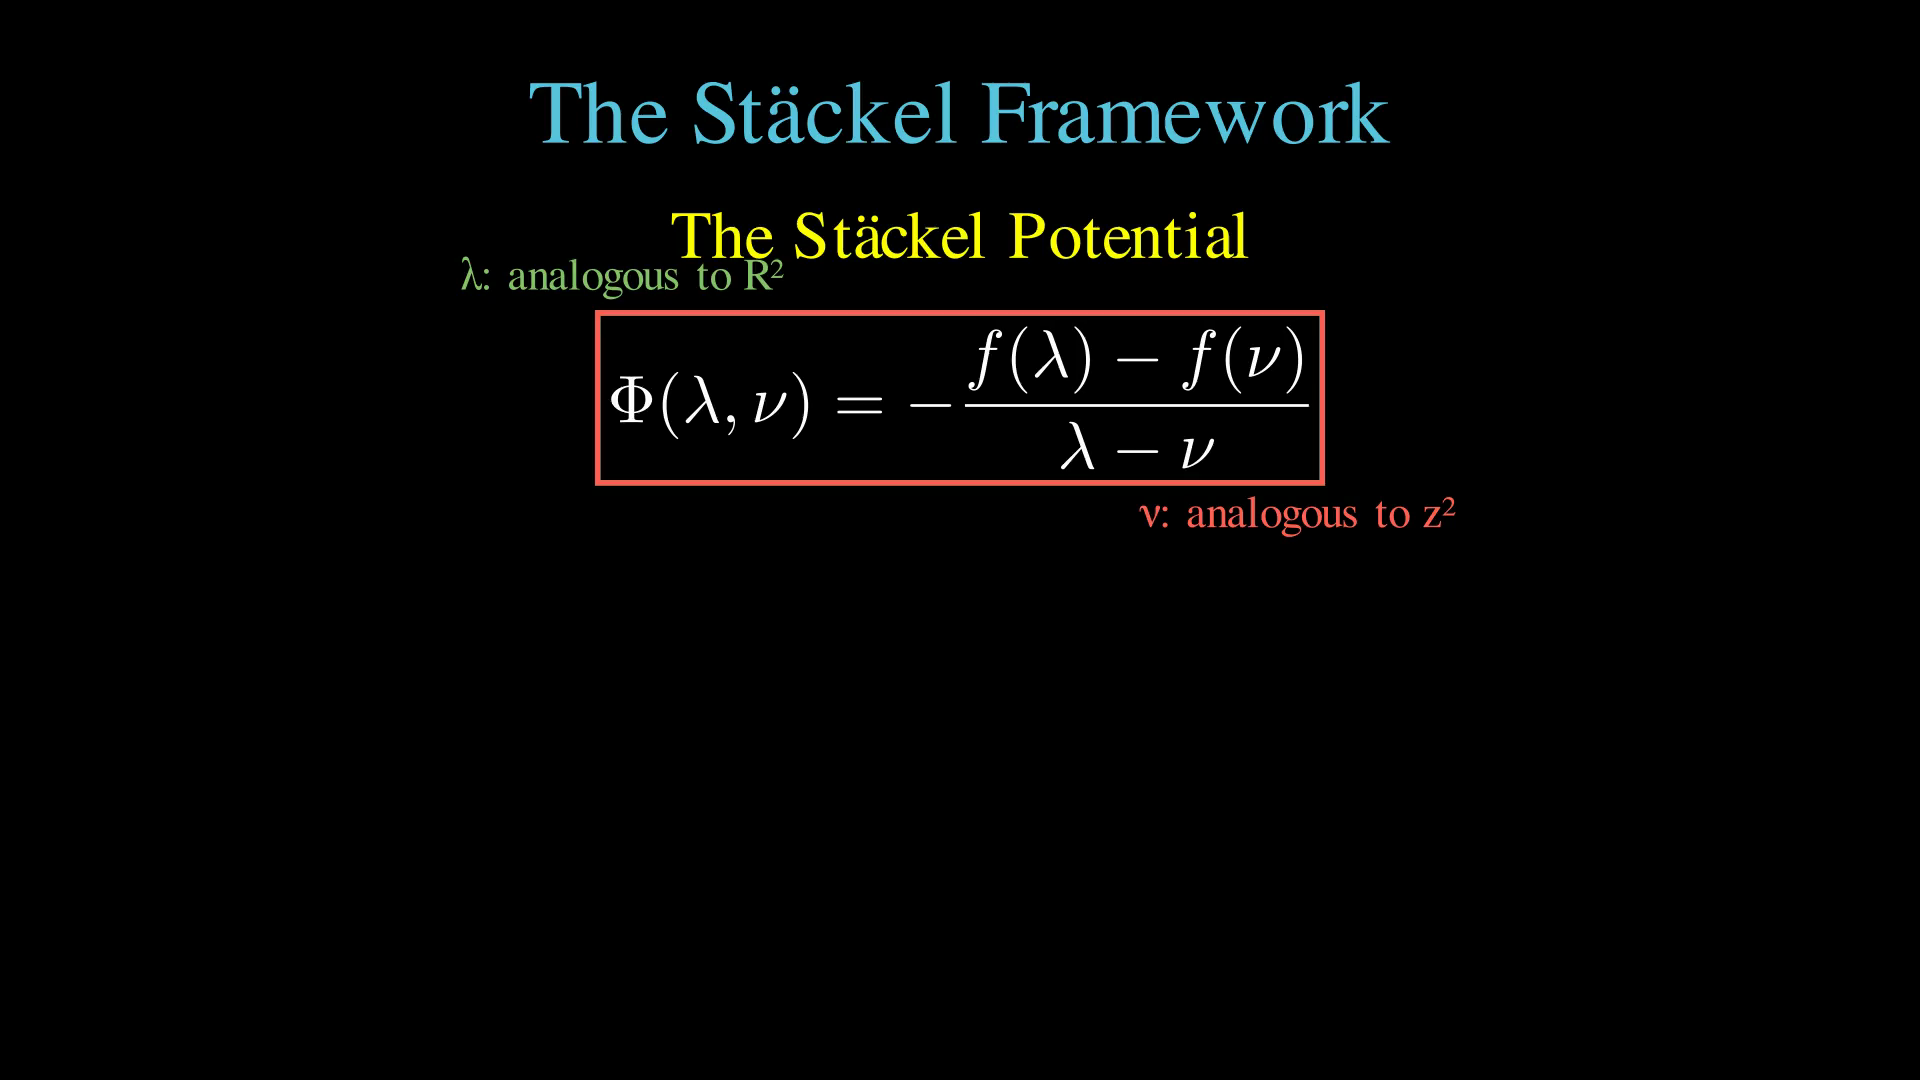 The Stäckel Framework
The Stäckel Potential
λ: analogous to R²
Φ(λ, ν) = − f(λ) − f(ν) / λ − ν
ν: analogous to z²